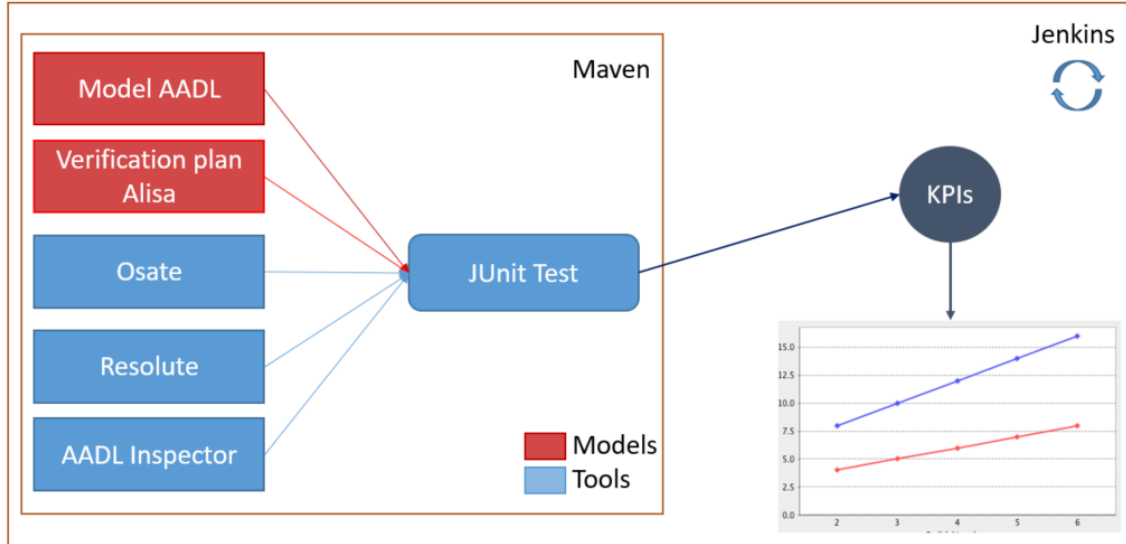 Jenkins
Maven
Model AADL
Verification plan
Alisa
Osate
Resolute
AADL Inspector
JUnit Test
Models
Tools
KPIs
15.0
12.5
10.0
7.5
5.0
2.5
0.0
2 3 4 5 6